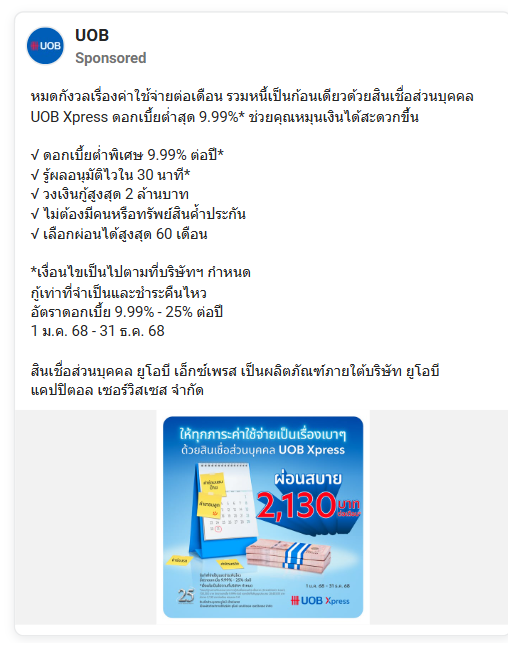 UOB
UOB
Sponsored
หมดกังวลเรื่องค่าใช้จ่ายต่อเดือน รวมหนี้เป็นก้อนเดียวด้วยสินเชื่อส่วนบุคคล
UOB Xpress ดอกเบี้ยต่ำสุด 9.99%* ช่วยคุณหมุนเงินได้สะดวกขึ้น
√ ดอกเบี้ยต่ำพิเศษ 9.99% ต่อปี*
√ รู้ผลอนุมัติไวใน 30 นาที*
√ วงเงินกู้สูงสุด 2 ล้านบาท
√ ไม่ต้องมีคนหรือทรัพย์สินค้ำประกัน
√ เลือกผ่อนได้สูงสุด 60 เดือน
*เงื่อนไขเป็นไปตามที่บริษัทฯ กำหนด
กู้เท่าที่จำเป็นและชำระคืนไหว
อัตราดอกเบี้ย 9.99% - 25% ต่อปี
1 ม.ค. 68 - 31 ธ.ค. 68
สินเชื่อส่วนบุคคล ยูโอบี เอ็กซ์เพรส เป็นผลิตภัณฑ์ภายใต้บริษัท ยูโอบี
แคปปิตอล เซอร์วิสเซส จำกัด
ให้ทุกภาระค่าใช้จ่ายเป็นเรื่องเบาๆ
ด้วยสินเชื่อส่วนบุคคล UOB Xpress
ผ่อนสบาย
2,130 บาท
1 ม.ค. 68 - 31 ธ.ค. 68
25
UOB Xpress